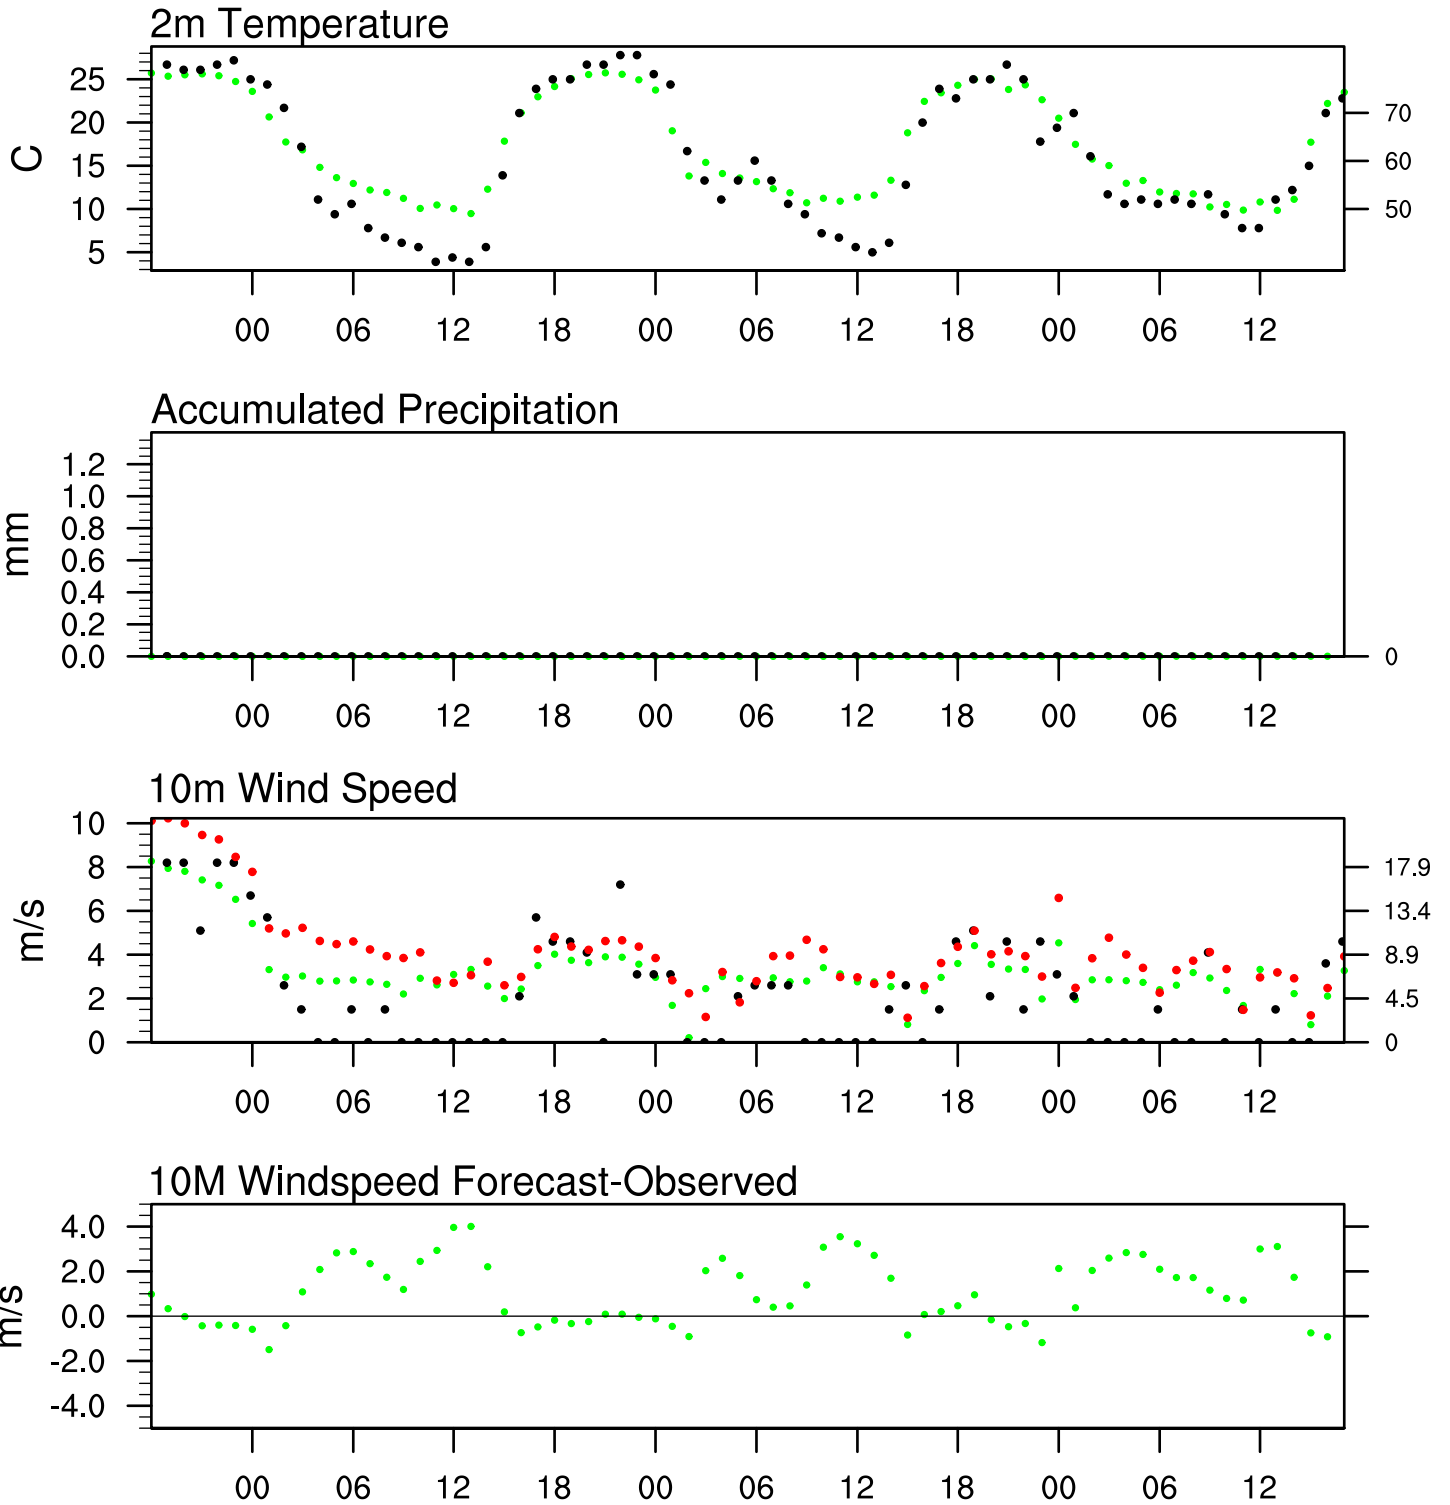 2m Temperature
25
20
15
10
5
C
70
60
50
00 06 12 18 00 06 12 18 00 06 12
Accumulated Precipitation
1.2
1.0
0.8
0.6
0.4
0.2
0.0
mm
0
00 06 12 18 00 06 12 18 00 06 12
10m Wind Speed
10
8
6
4
2
0
m/s
17.9
13.4
8.9
4.5
0
00 06 12 18 00 06 12 18 00 06 12
10M Windspeed Forecast-Observed
4.0
2.0
0.0
-2.0
-4.0
m/s
00 06 12 18 00 06 12 18 00 06 12